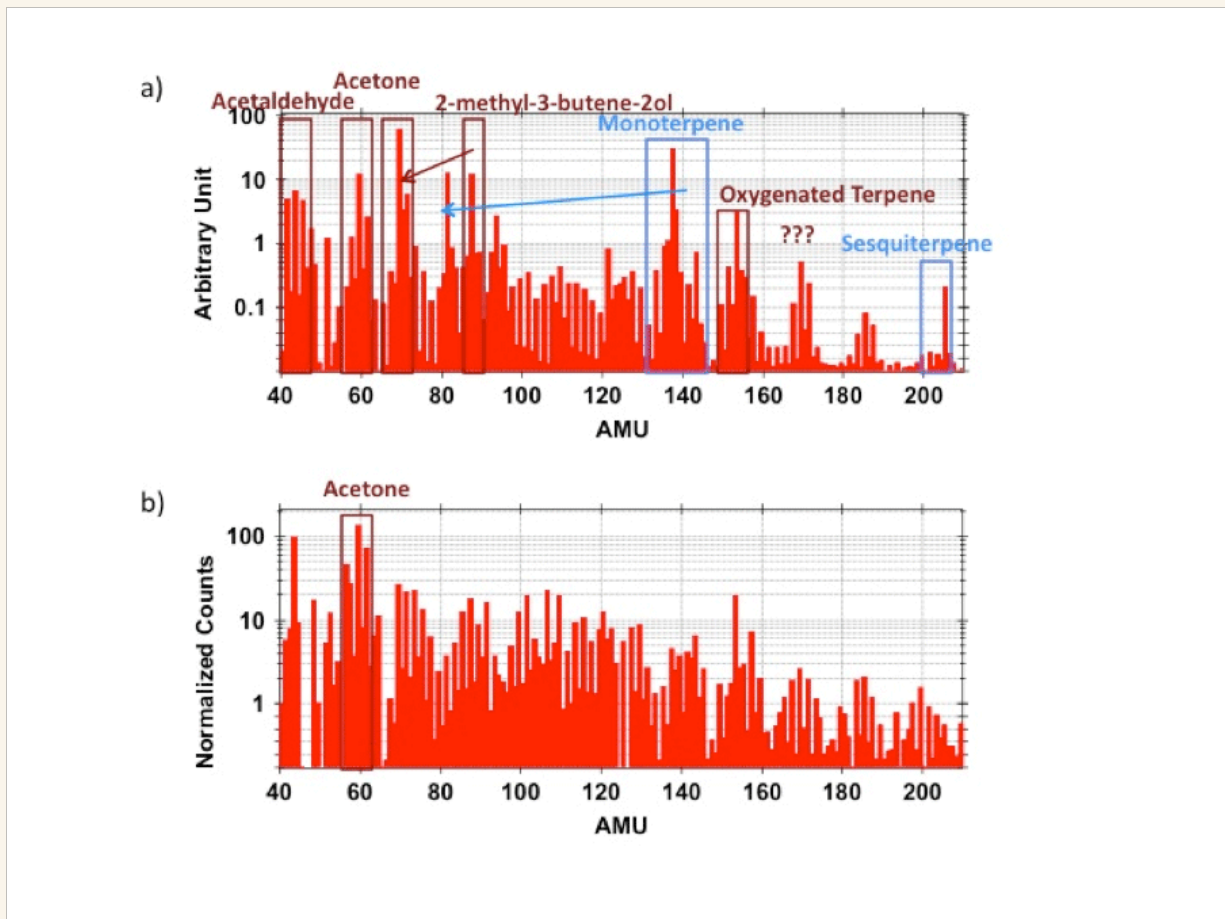 a)
Acetone
Acetaldehyde
2-methyl-3-butene-2ol
Monoterpene
Oxygenated Terpene
???
Sesquiterpene
Arbitrary Unit
100
10
1
0.1
40 60 80 100 120 140 160 180 200
AMU
b)
Acetone
Normalized Counts
100
10
1
40 60 80 100 120 140 160 180 200
AMU